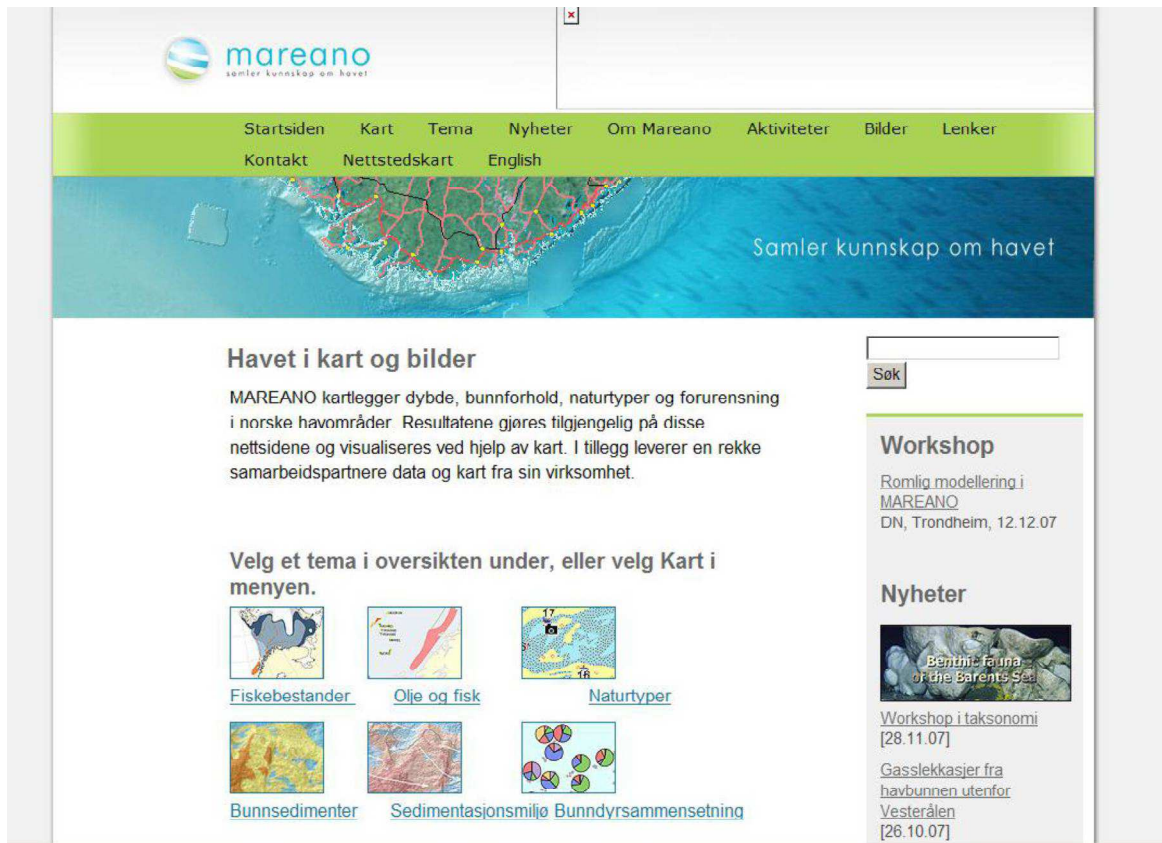 mareano
samler kunnskap om havet
Startsiden Kart Tema Nyheter Om Mareano Aktiviteter Bilder Lenker
Kontakt Nettstedskart English
Samler kunnskap om havet
Havet i kart og bilder
MAREANO kartlegger dybde, bunnforhold, naturtyper og forurensning
i norske havområder. Resultatene gjøres tilgjengelig på disse
nettsidene og visualiseres ved hjelp av kart. I tillegg leverer en rekke
samarbeidspartnere data og kart fra sin virksomhet.
Velg et tema i oversikten under, eller velg Kart i
menyen.
17
16
Fiskebestander Olje og fisk Naturtyper
Bunnsedimenter Sedimentasjonsmiljø Bunndyrsammensetning
Søk
Workshop
Romlig modellering i
MAREANO
DN, Trondheim, 12.12.07
Nyheter
Benthic fauna
of the Barents Sea
Workshop i taksonomi
[28.11.07]
Gasslekkasjer fra
havbunnen utenfor
Vesterålen
[26.10.07]